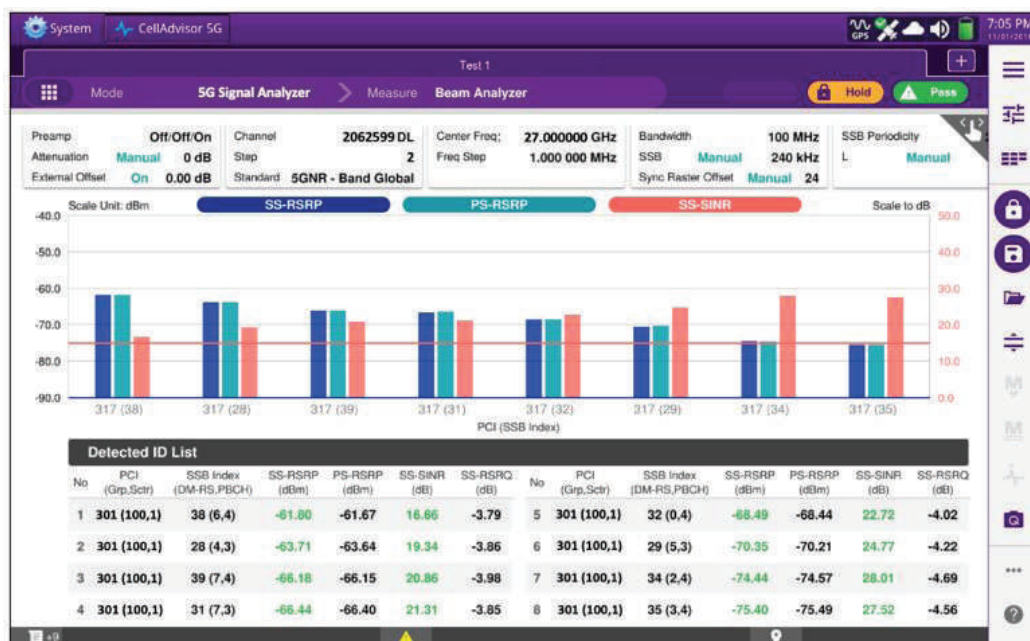 System CellAdvisor 5G GPS 7:05 PM
Test 1 +
Mode 5G Signal Analyzer Measure Beam Analyzer Hold Pass
Preamp Off/Off/On Channel 2062599 DL Center Freq: 27.000000 GHz Bandwidth 100 MHz SSB Periodicity
Attenuation Manual 0 dB Step 2 Freq Step 1.000 000 MHz SSB Manual 240 kHz L Manual
External Offset On 0.00 dB Standard 5GNR - Band Global Sync Raster Offset Manual 24
Scale Unit: dBm SS-RSRP PS-RSRP SS-SINR Scale to dB
-40.0 50.0
-50.0 40.0
-60.0 30.0
-70.0 20.0
-80.0 10.0
-90.0 0.0
317 (38) 317 (28) 317 (39) 317 (31) 317 (32) 317 (29) 317 (34) 317 (35)
PCI (SSB Index)
Detected ID List
No PCI SSB Index SS-RSRP PS-RSRP SS-SINR SS-RSRQ No PCI SSB Index SS-RSRP PS-RSRP SS-SINR SS-RSRQ
(Grp,Sctr) (DM-RS,PBCH) (dBm) (dBm) (dB) (dB) (Grp,Sctr) (DM-RS,PBCH) (dBm) (dBm) (dB) (dB)
1 301 (100,1) 38 (6,4) -61.80 -61.67 16.66 -3.79 5 301 (100,1) 32 (0,4) -68.49 -68.44 22.72 -4.02
2 301 (100,1) 28 (4,3) -63.71 -63.64 19.34 -3.86 6 301 (100,1) 29 (5,3) -70.35 -70.21 24.77 -4.22
3 301 (100,1) 39 (7,4) -66.18 -66.15 20.86 -3.98 7 301 (100,1) 34 (2,4) -74.44 -74.57 28.01 -4.69
4 301 (100,1) 31 (7,3) -66.44 -66.40 21.31 -3.85 8 301 (100,1) 35 (3,4) -75.40 -75.49 27.52 -4.56
+9